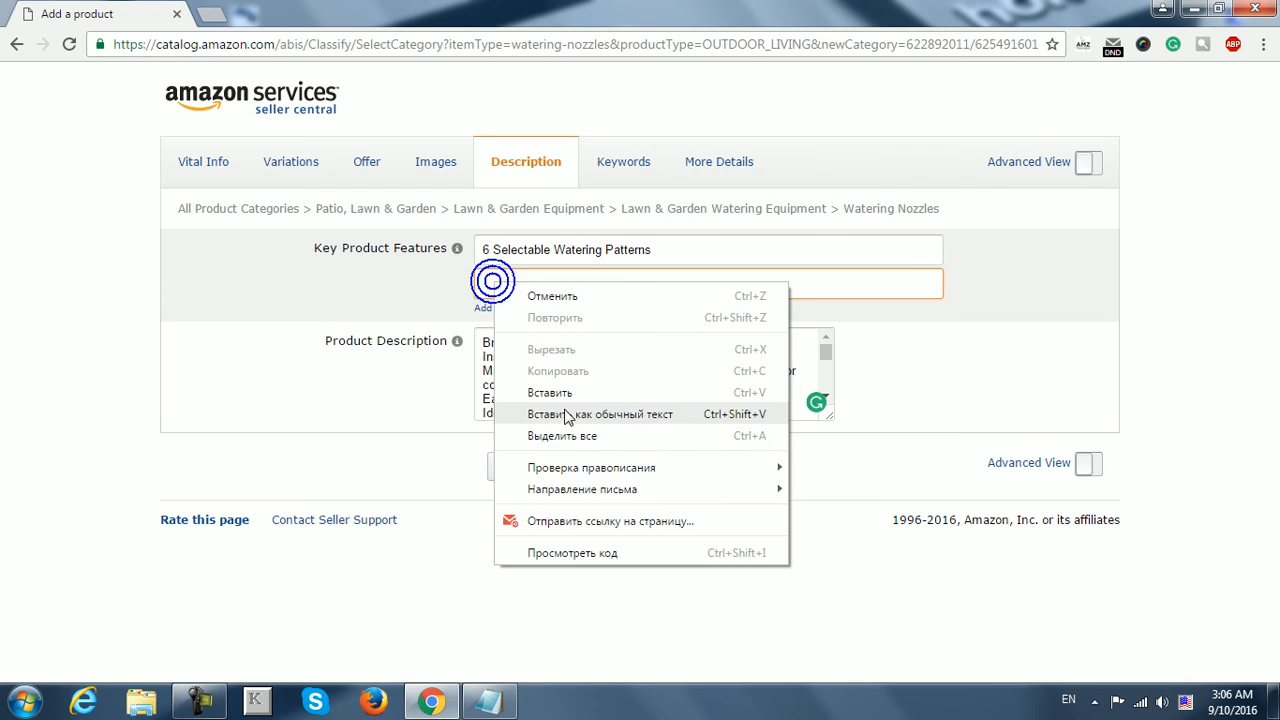 Add a product
https://catalog.amazon.com/abis/Classify/SelectCategory?itemType=watering-nozzles&productType=OUTDOOR_LIVING&newCategory=622892011/625491601
AMZ
DND
ABP
amazon services
seller central
Vital Info Variations Offer Images Description Keywords More Details Advanced View
All Product Categories > Patio, Lawn & Garden > Lawn & Garden Equipment > Lawn & Garden Watering Equipment > Watering Nozzles
Key Product Features 6 Selectable Watering Patterns
Add
Product Description
Отменить Ctrl+Z
Повторить Ctrl+Shift+Z
Вырезать Ctrl+X
Копировать Ctrl+C
Вставить Ctrl+V
Вставить как обычный текст Ctrl+Shift+V
Выделить все Ctrl+A
Проверка правописания
Направление письма
Отправить ссылку на страницу...
Просмотреть код Ctrl+Shift+I
Advanced View
Rate this page Contact Seller Support 1996-2016, Amazon, Inc. or its affiliates
EN 3:06 AM
9/10/2016